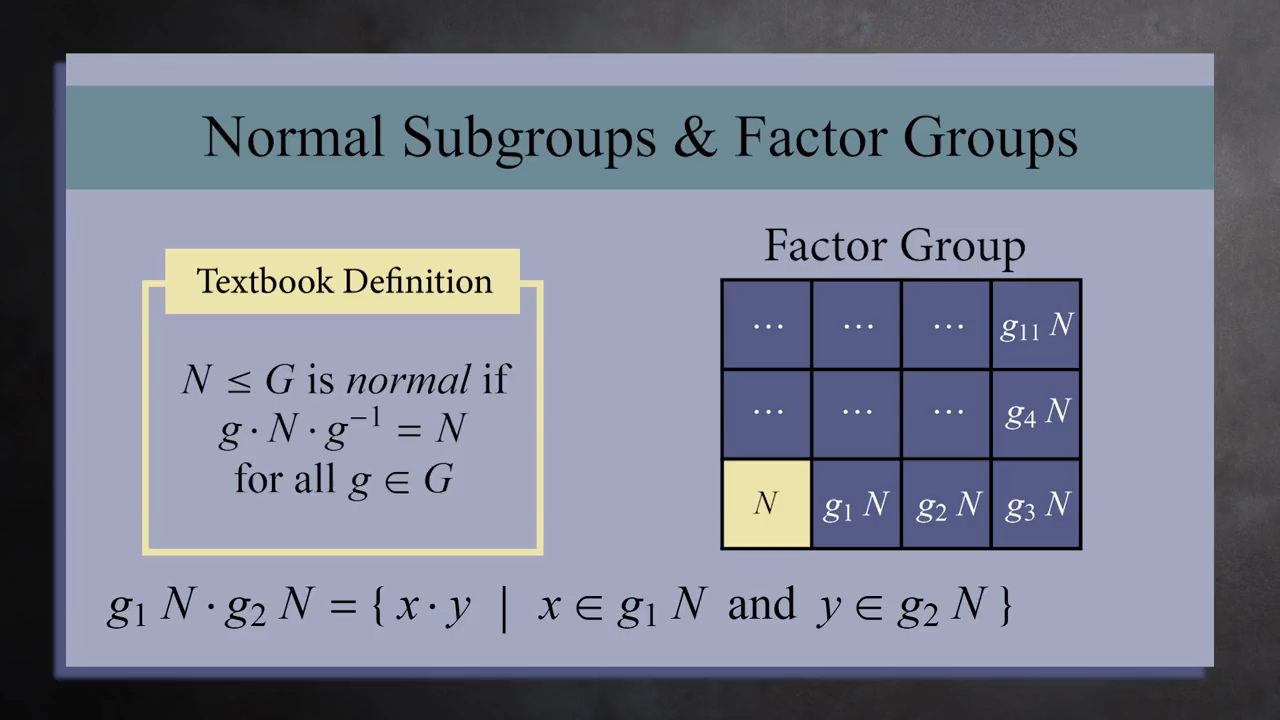 Normal Subgroups & Factor Groups
Textbook Definition
N ≤ G is normal if
g · N · g⁻¹ = N
for all g ∈ G
Factor Group
⋯ ⋯ ⋯ g₁₁ N
⋯ ⋯ ⋯ g₄ N
N g₁ N g₂ N g₃ N
g₁ N · g₂ N = { x · y | x ∈ g₁ N and y ∈ g₂ N }